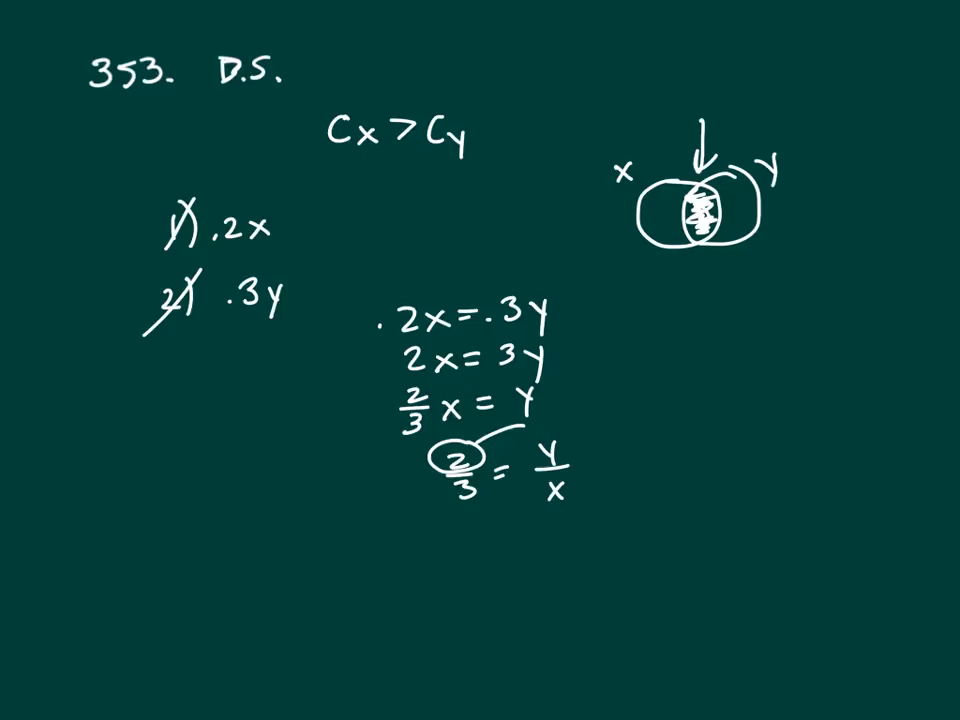 353. D.S.
Cx > Cy
x y
1) .2x
2) .3y
.2x = .3y
2x = 3y
2/3 x = y
2/3 = y/x